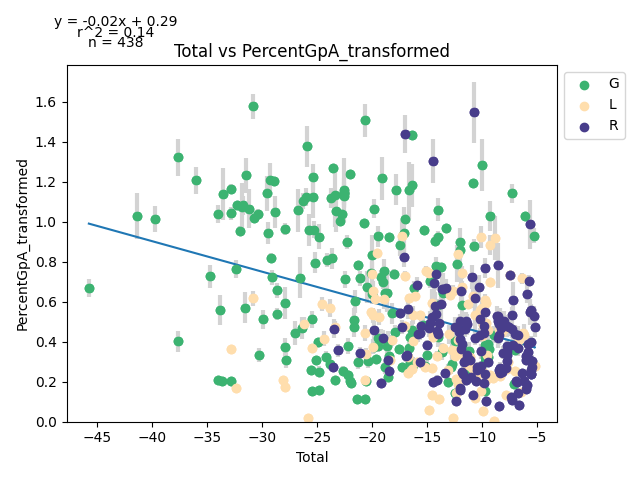 y = -0.02x + 0.29
r^2 = 0.14
n = 438
Total vs PercentGpA_transformed
G
L
R
PercentGpA_transformed
1.6
1.4
1.2
1.0
0.8
0.6
0.4
0.2
0.0
−45
−40
−35
−30
−25
−20
−15
−10
−5
Total